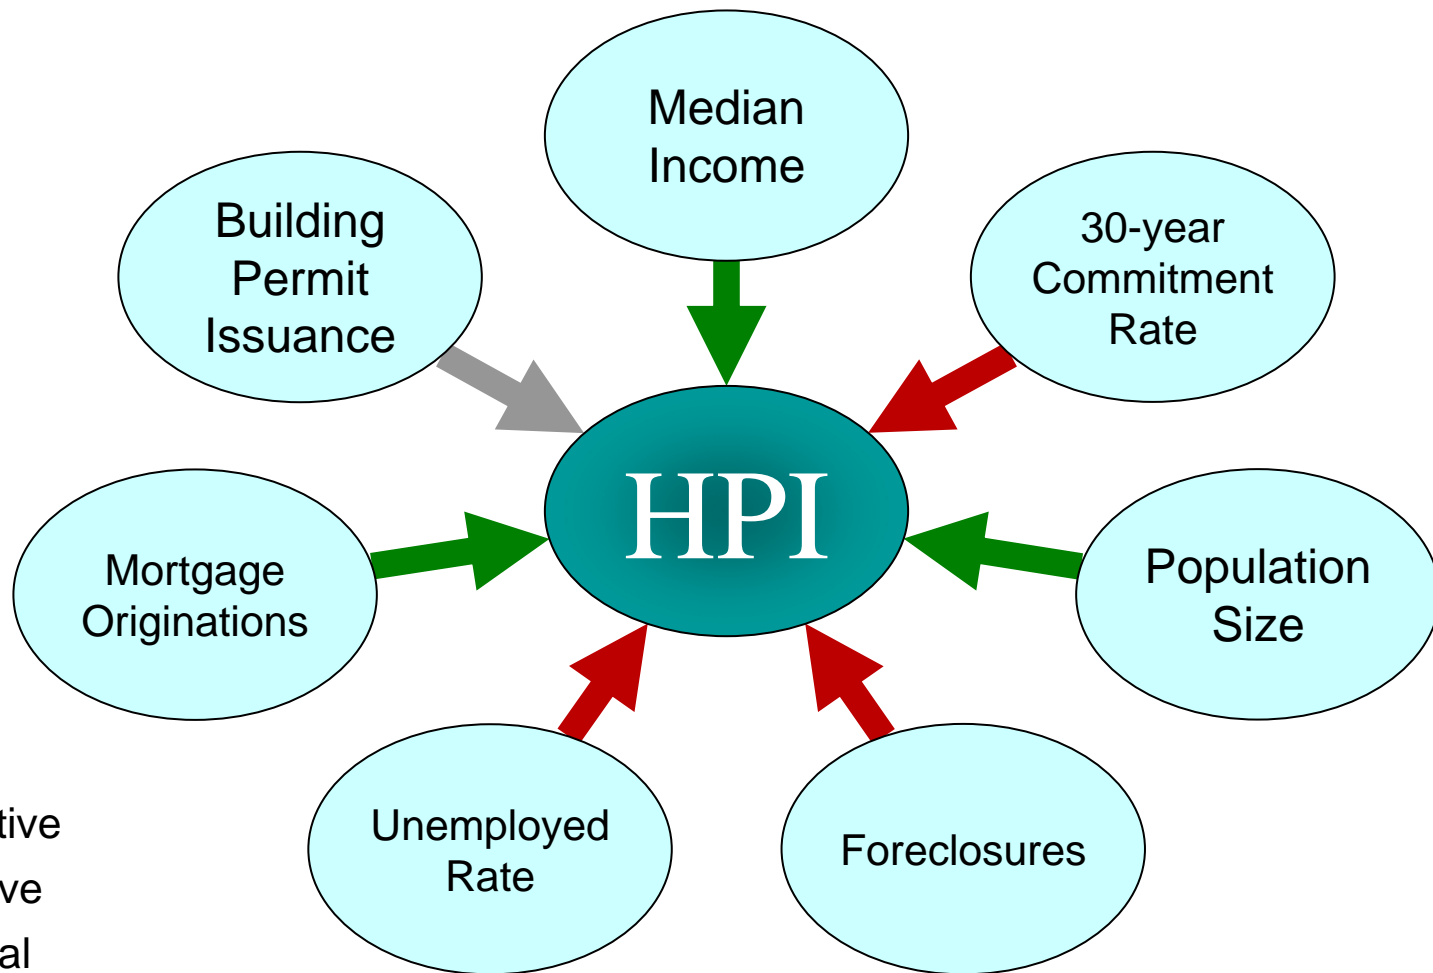 Median
Income
Building
Permit
Issuance
30-year
Commitment
Rate
HPI
Mortgage
Originations
Population
Size
Unemployed
Rate
Foreclosures
tive
ve
al